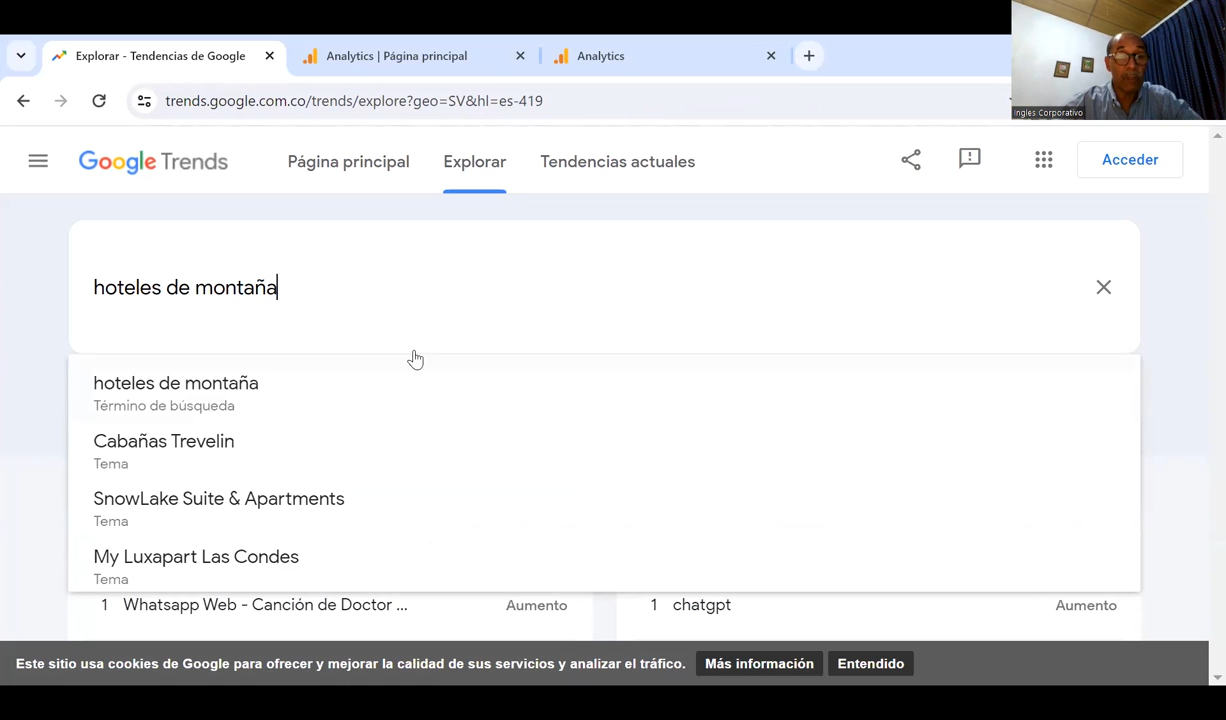 Explorar - Tendencias de Google
Analytics | Página principal
Analytics
trends.google.com.co/trends/explore?geo=SV&hl=es-419
Ingles Corporativo
Google Trends
Página principal
Explorar
Tendencias actuales
Acceder
hoteles de montaña
hoteles de montaña
Término de búsqueda
Cabañas Trevelin
Tema
SnowLake Suite & Apartments
Tema
My Luxapart Las Condes
Tema
1 Whatsapp Web - Canción de Doctor ... Aumento
1 chatgpt Aumento
Este sitio usa cookies de Google para ofrecer y mejorar la calidad de sus servicios y analizar el tráfico. Más información Entendido